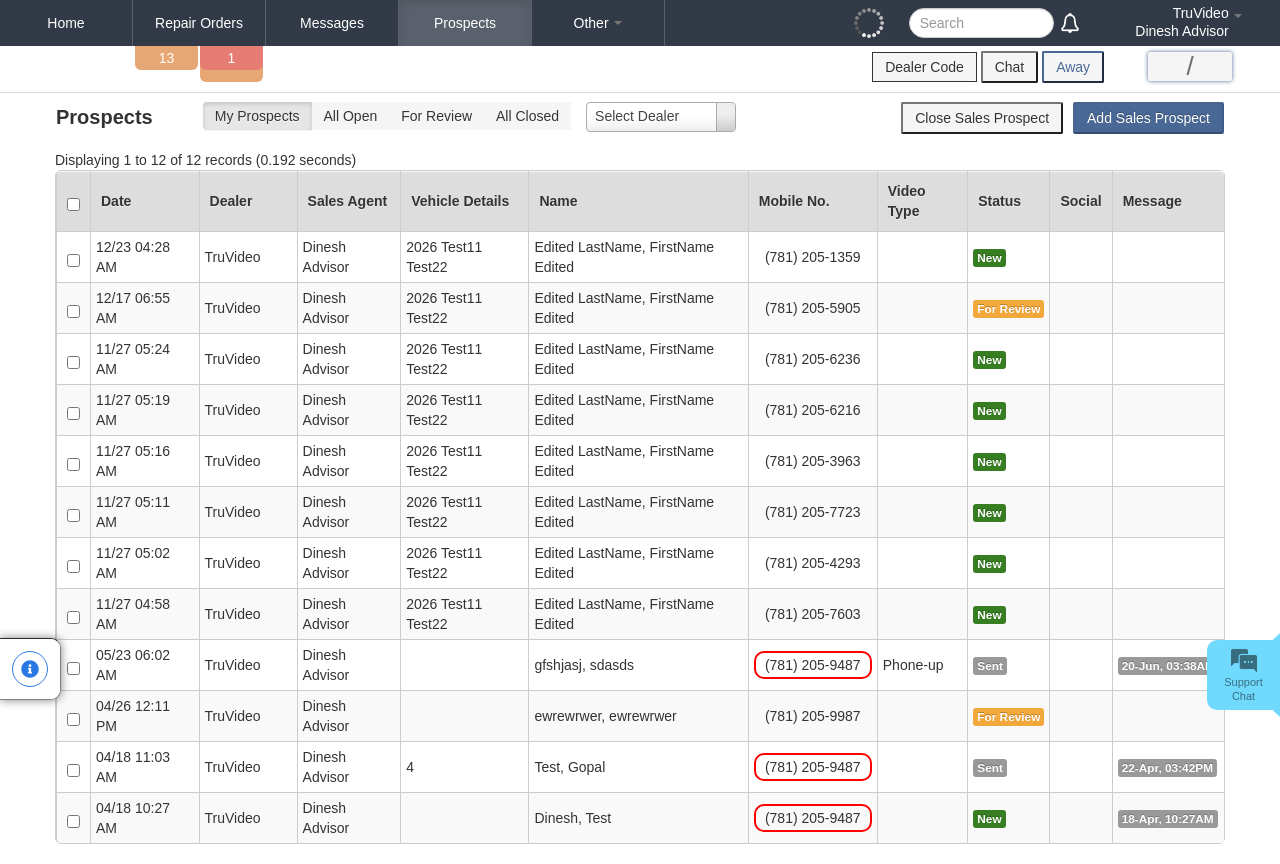 Home Repair Orders Messages Prospects Other Search TruVideo
Dinesh Advisor
13 1 Dealer Code Chat Away /
Prospects My Prospects All Open For Review All Closed Select Dealer Close Sales Prospect Add Sales Prospect
Displaying 1 to 12 of 12 records (0.192 seconds)
Date Dealer Sales Agent Vehicle Details Name Mobile No. Video Type Status Social Message
12/23 04:28 AM TruVideo Dinesh Advisor 2026 Test11 Test22 Edited LastName, FirstName Edited (781) 205-1359 New
12/17 06:55 AM TruVideo Dinesh Advisor 2026 Test11 Test22 Edited LastName, FirstName Edited (781) 205-5905 For Review
11/27 05:24 AM TruVideo Dinesh Advisor 2026 Test11 Test22 Edited LastName, FirstName Edited (781) 205-6236 New
11/27 05:19 AM TruVideo Dinesh Advisor 2026 Test11 Test22 Edited LastName, FirstName Edited (781) 205-6216 New
11/27 05:16 AM TruVideo Dinesh Advisor 2026 Test11 Test22 Edited LastName, FirstName Edited (781) 205-3963 New
11/27 05:11 AM TruVideo Dinesh Advisor 2026 Test11 Test22 Edited LastName, FirstName Edited (781) 205-7723 New
11/27 05:02 AM TruVideo Dinesh Advisor 2026 Test11 Test22 Edited LastName, FirstName Edited (781) 205-4293 New
11/27 04:58 AM TruVideo Dinesh Advisor 2026 Test11 Test22 Edited LastName, FirstName Edited (781) 205-7603 New
05/23 06:02 AM TruVideo Dinesh Advisor gfshjasj, sdasds (781) 205-9487 Phone-up Sent 20-Jun,
04/26 12:11 PM TruVideo Dinesh Advisor ewrewrwer, ewrewrwer (781) 205-9987 For Review
04/18 11:03 AM TruVideo Dinesh Advisor 4 Test, Gopal (781) 205-9487 Sent 22-Apr, 03:42PM
04/18 10:27 AM TruVideo Dinesh Advisor Dinesh, Test (781) 205-9487 New 18-Apr, 10:27AM
Support
Chat